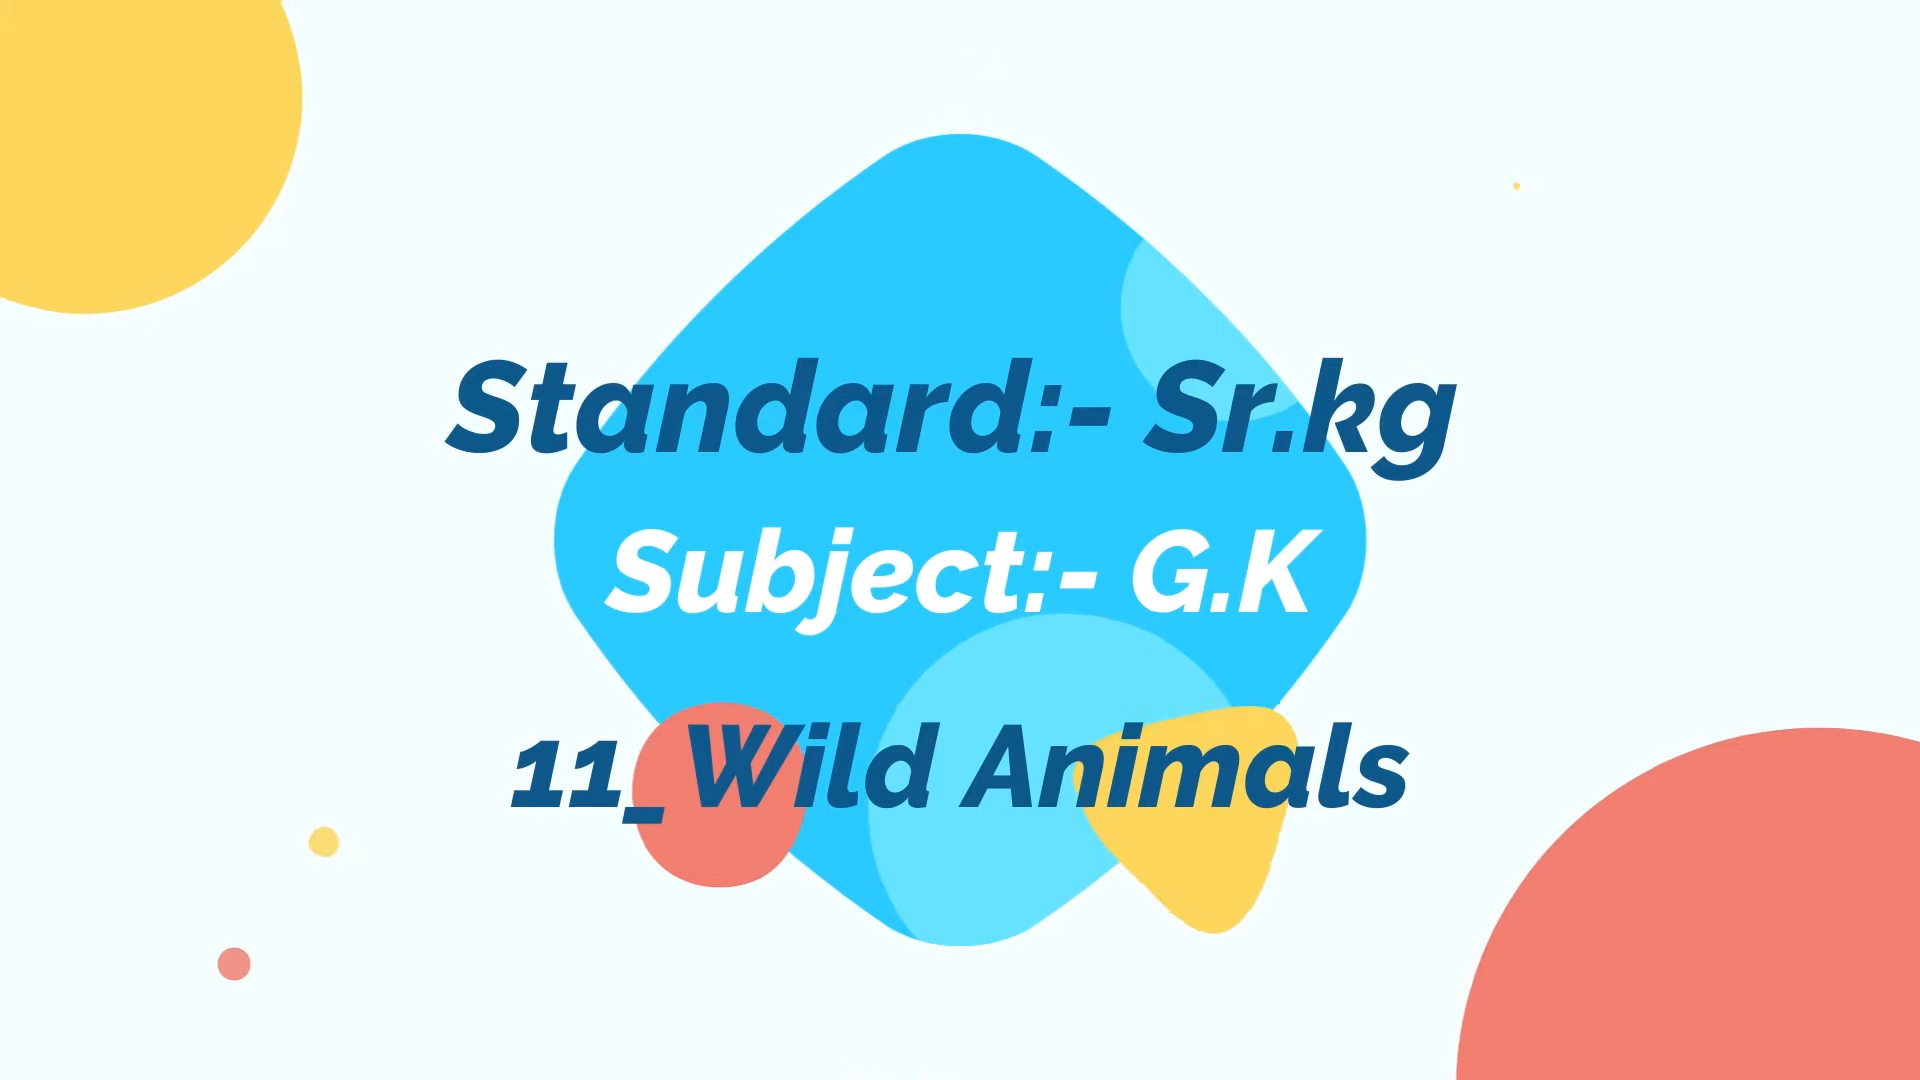 Standard:- Sr.kg
Subject:- G.K
11_Wild Animals